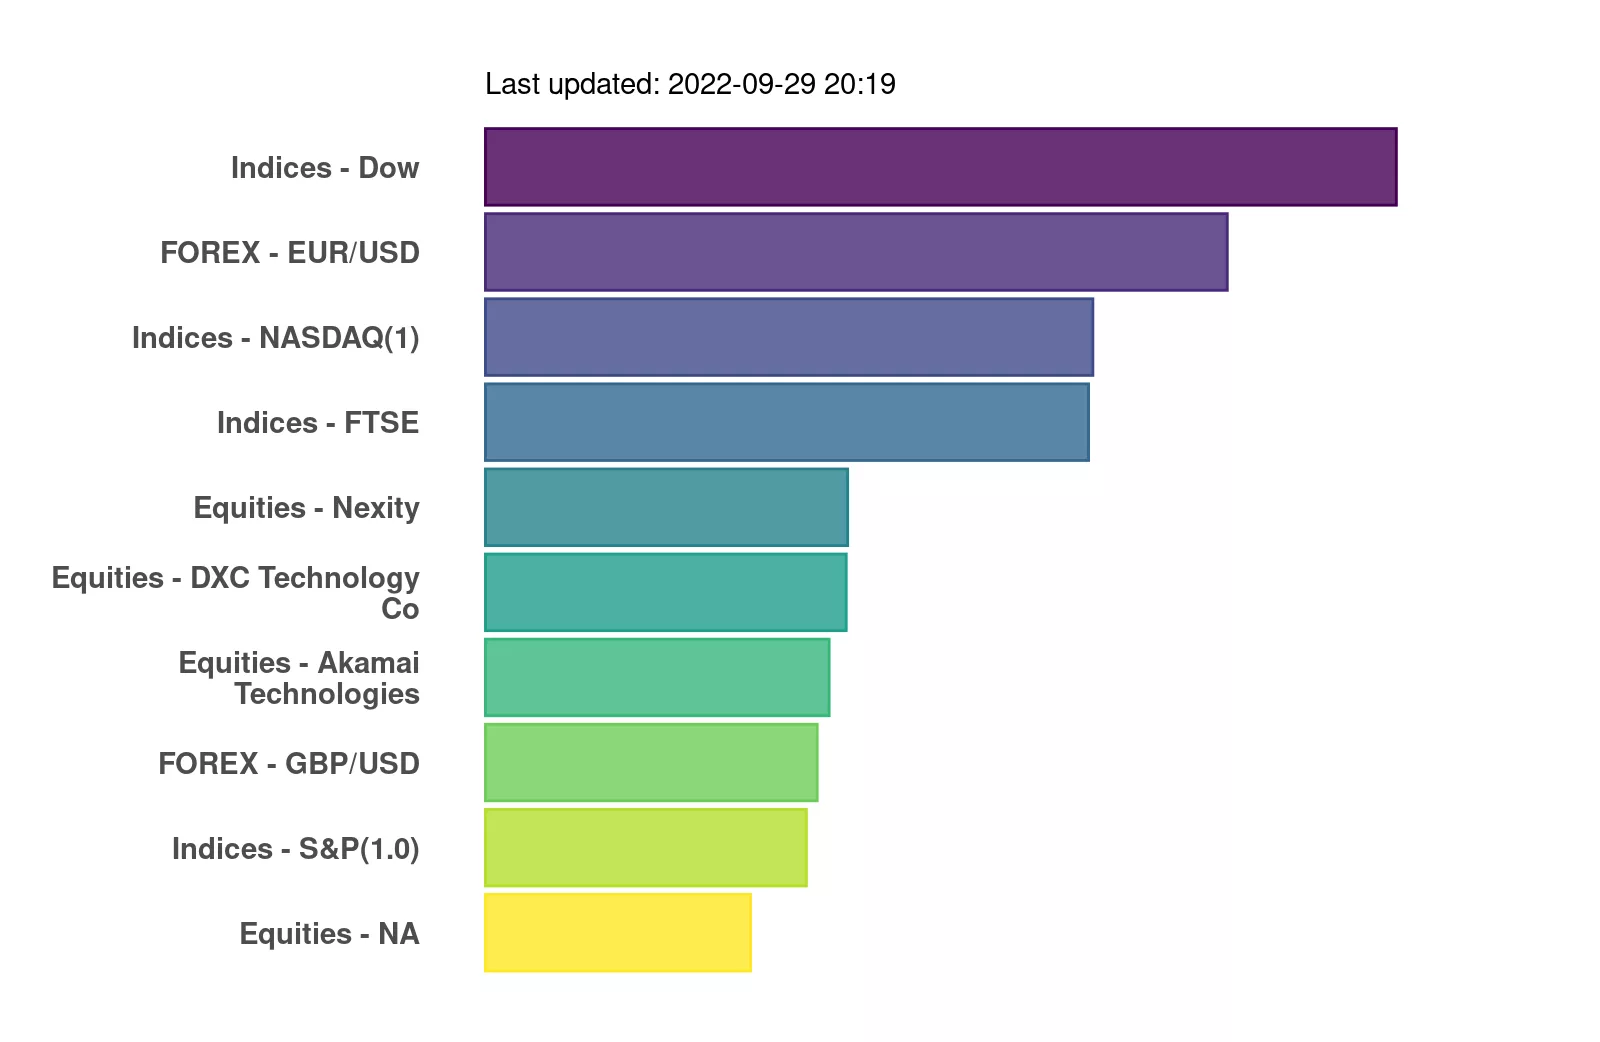 Last updated: 2022-09-29 20:19
Indices - Dow
FOREX - EUR/USD
Indices - NASDAQ(1)
Indices - FTSE
Equities - Nexity
Equities - DXC Technology
Co
Equities - Akamai
Technologies
FOREX - GBP/USD
Indices - S&P(1.0)
Equities - NA